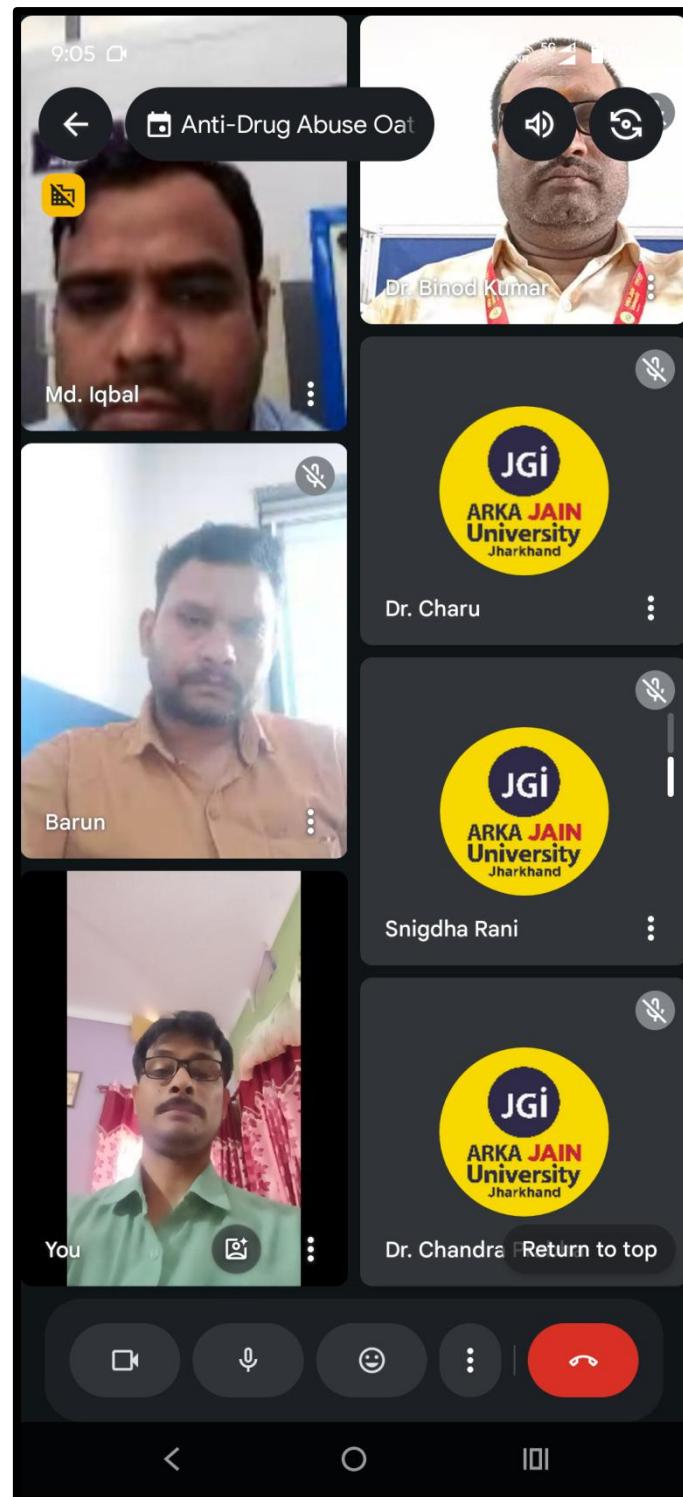 9:05
5G
Anti-Drug Abuse Oat
Md. Iqbal
Dr. Binod Kumar
JGi
ARKA JAIN
University
Jharkhand
Dr. Charu
Barun
JGi
ARKA JAIN
University
Jharkhand
Snigdha Rani
You
JGi
ARKA JAIN
University
Jharkhand
Dr. Chandra
Return to top